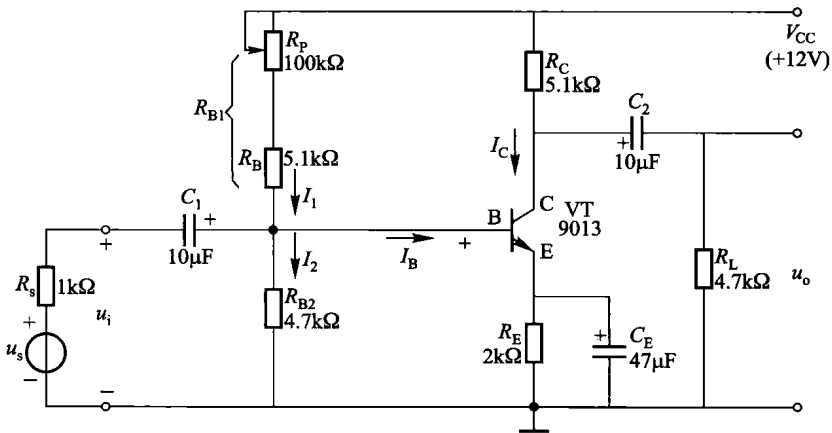 R_P
100kΩ
R_B1
R_B
5.1kΩ
I_1
C_1
+
10μF
I_2
R_B2
4.7kΩ
R_s
1kΩ
+
u_s
−
+
u_i
−
I_B
+
B
C
E
VT
9013
R_C
5.1kΩ
I_C
C_2
+
10μF
R_E
2kΩ
+
C_E
47μF
R_L
4.7kΩ
u_o
V_CC
(+12V)